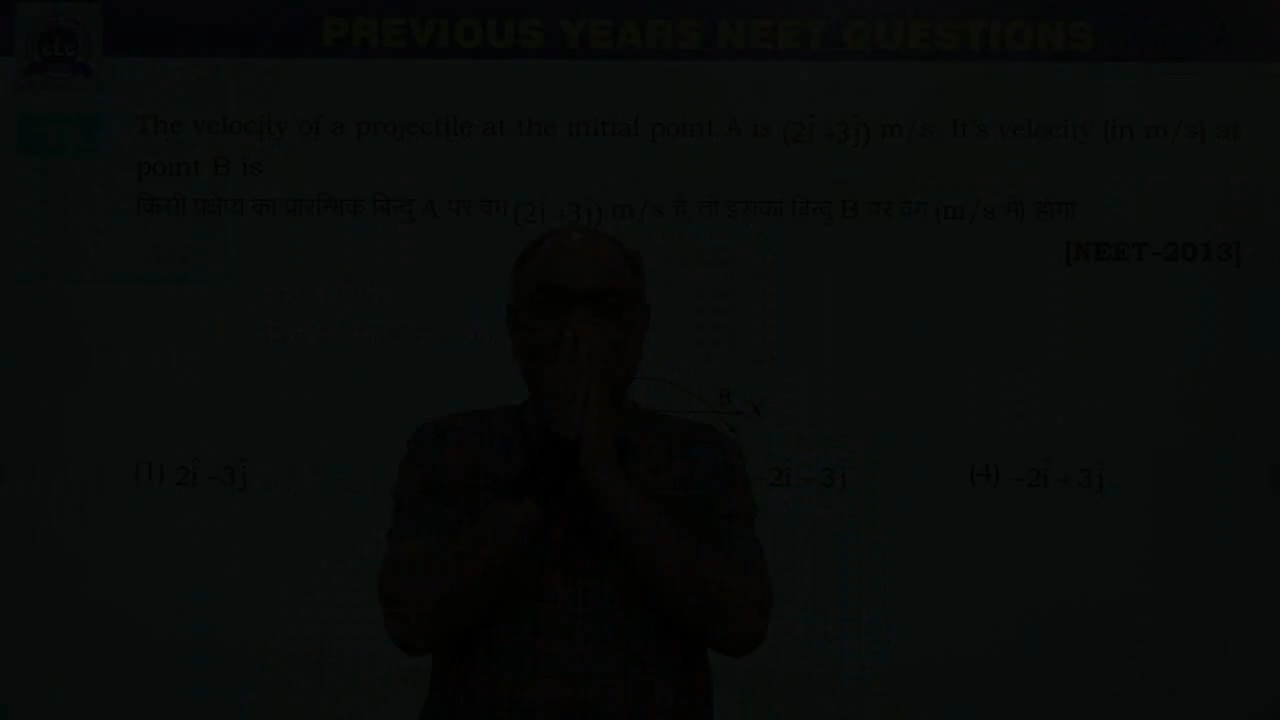 PREVIOUS YEARS NEET QUESTIONS
The velocity of a projectile at the initial point A is (2î+3ĵ) m/s. It's velocity (in m/s) at
point B is
किसी प्रक्षेप्य का प्रारम्भिक बिन्दु A पर वेग (2î+3ĵ) m/s है, तो इसका बिन्दु B पर वेग (m/s में) होगा
[NEET-2013]
B
X
(1) 2î -3ĵ
-2î - 3ĵ
(4) -2î + 3ĵ